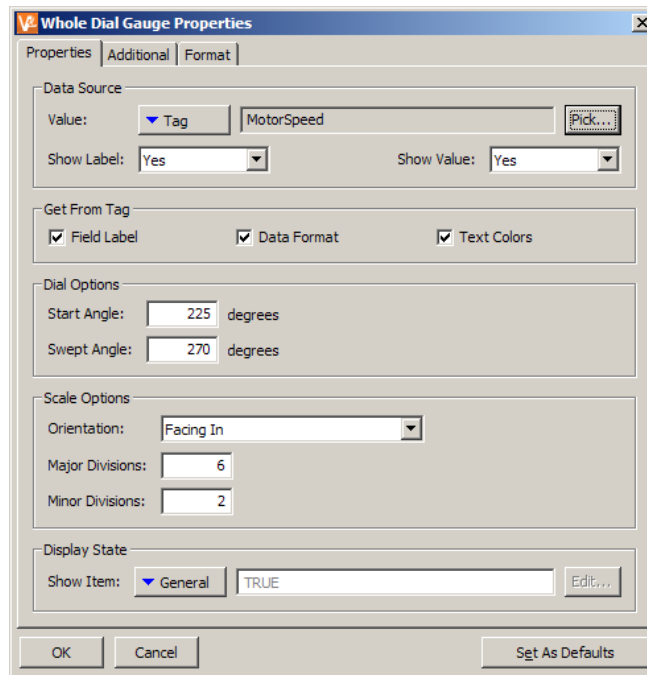 Whole Dial Gauge Properties
Properties Additional Format
Data Source
Value: Tag MotorSpeed Pick...
Show Label: Yes Show Value: Yes
Get From Tag
Field Label Data Format Text Colors
Dial Options
Start Angle: 225 degrees
Swept Angle: 270 degrees
Scale Options
Orientation: Facing In
Major Divisions: 6
Minor Divisions: 2
Display State
Show Item: General TRUE Edit...
OK Cancel Set As Defaults